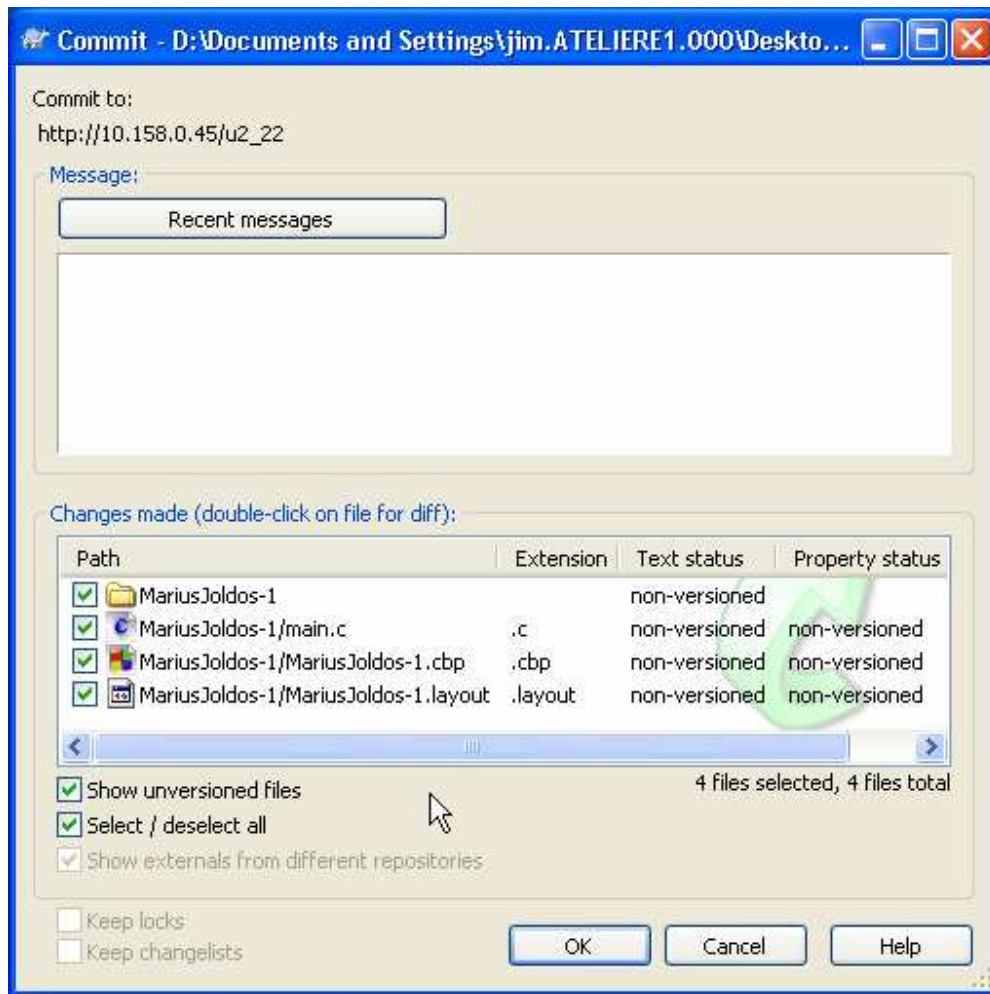 Commit - D:\Documents and Settings\jim.ATELIERE1.000\Deskto...
Commit to:
http://10.158.0.45/u2_22
Message:
Recent messages
Changes made (double-click on file for diff):
Path Extension Text status Property status
MariusJoldos-1 non-versioned
MariusJoldos-1/main.c .c non-versioned non-versioned
MariusJoldos-1/MariusJoldos-1.cbp .cbp non-versioned non-versioned
MariusJoldos-1/MariusJoldos-1.layout .layout non-versioned non-versioned
Show unversioned files 4 files selected, 4 files total
Select / deselect all
Show externals from different repositories
Keep locks
Keep changelists
OK Cancel Help